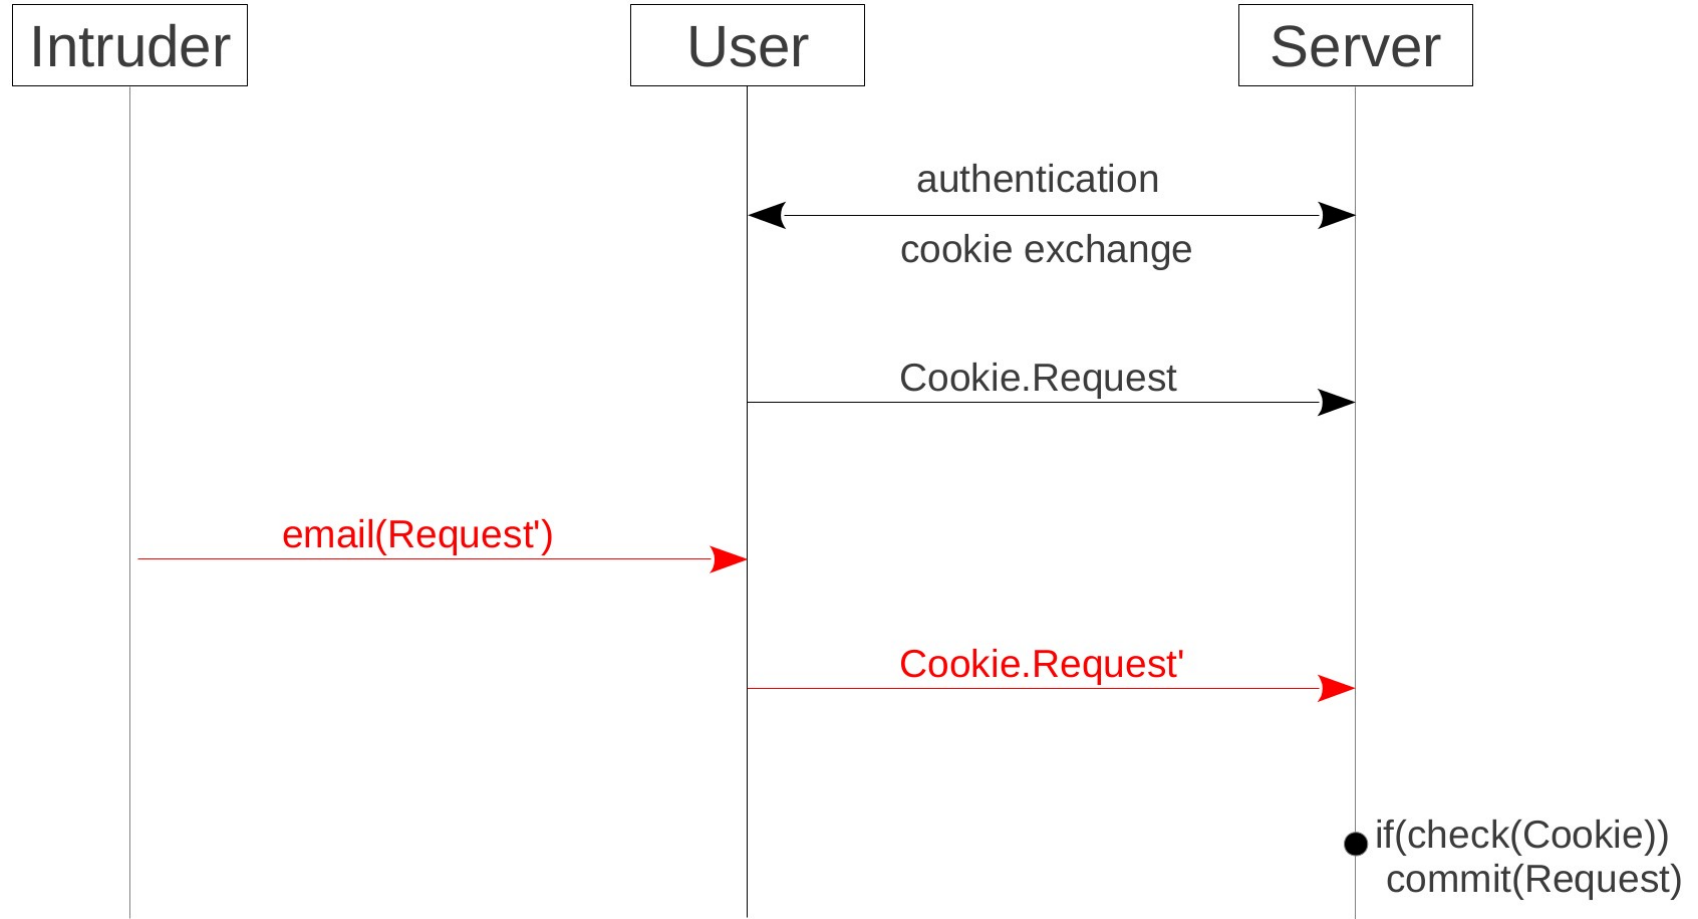 Intruder
User
Server
authentication
cookie exchange
Cookie.Request
email(Request')
Cookie.Request'
if(check(Cookie))
commit(Request)